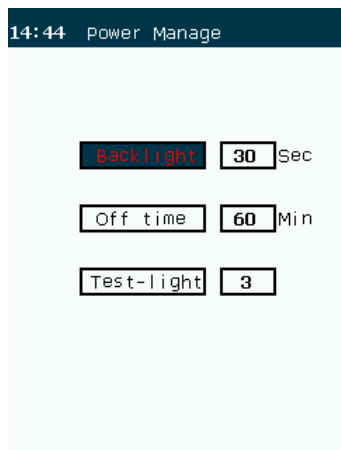 14:44 Power Manage
Backlight 30 Sec
Off time 60 Min
Test-light 3